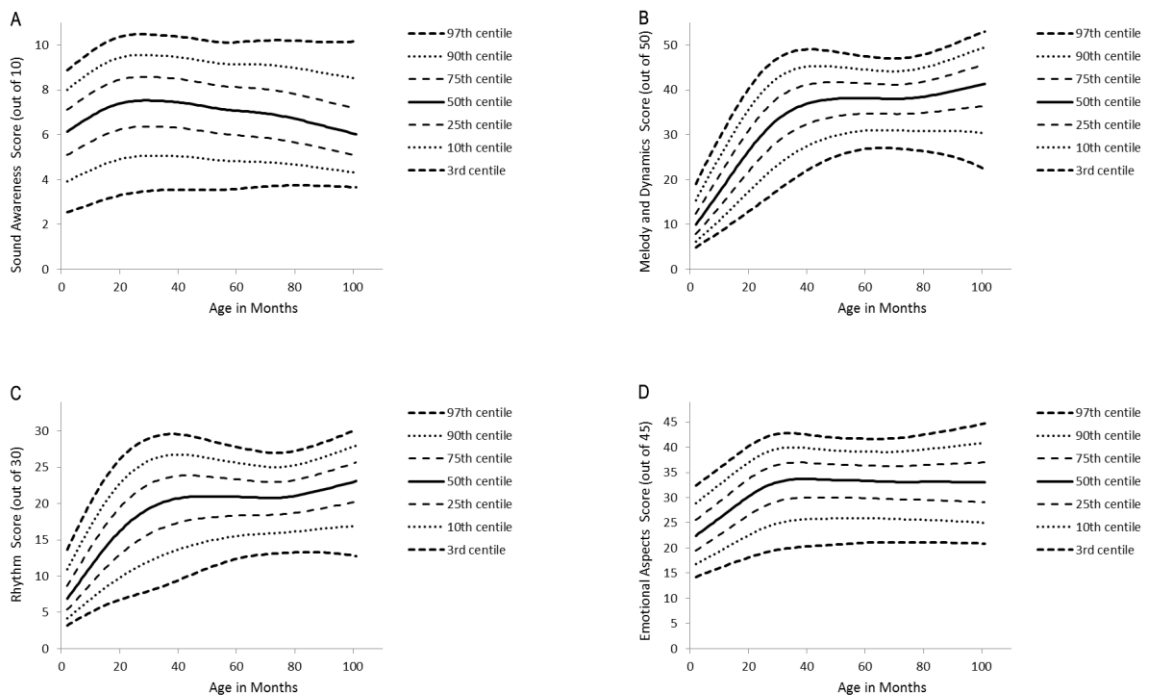 A
Sound Awareness Score (out of 10)
10
8
6
4
2
0
0 20 40 60 80 100
Age in Months
97th centile
90th centile
75th centile
50th centile
25th centile
10th centile
3rd centile
B
Melody and Dynamics Score (out of 50)
50
40
30
20
10
0
0 20 40 60 80 100
Age in Months
97th centile
90th centile
75th centile
50th centile
25th centile
10th centile
3rd centile
C
Rhythm Score (out of 30)
30
25
20
15
10
5
0
0 20 40 60 80 100
Age in Months
97th centile
90th centile
75th centile
50th centile
25th centile
10th centile
3rd centile
D
Emotional Aspects Score (out of 45)
45
40
35
30
25
20
15
10
5
0
0 20 40 60 80 100
Age in Months
97th centile
90th centile
75th centile
50th centile
25th centile
10th centile
3rd centile